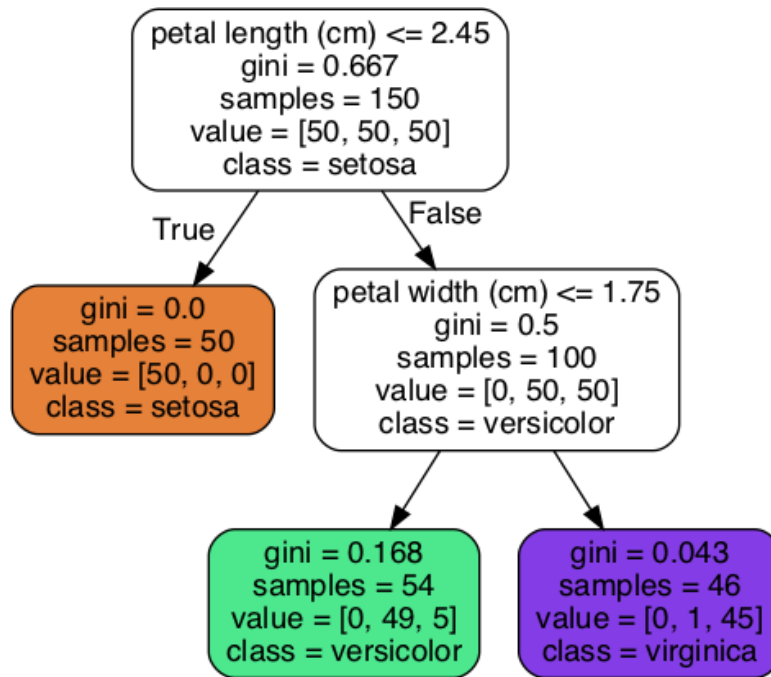 petal length (cm) <= 2.45
gini = 0.667
samples = 150
value = [50, 50, 50]
class = setosa
True
False
gini = 0.0
samples = 50
value = [50, 0, 0]
class = setosa
petal width (cm) <= 1.75
gini = 0.5
samples = 100
value = [0, 50, 50]
class = versicolor
gini = 0.168
samples = 54
value = [0, 49, 5]
class = versicolor
gini = 0.043
samples = 46
value = [0, 1, 45]
class = virginica